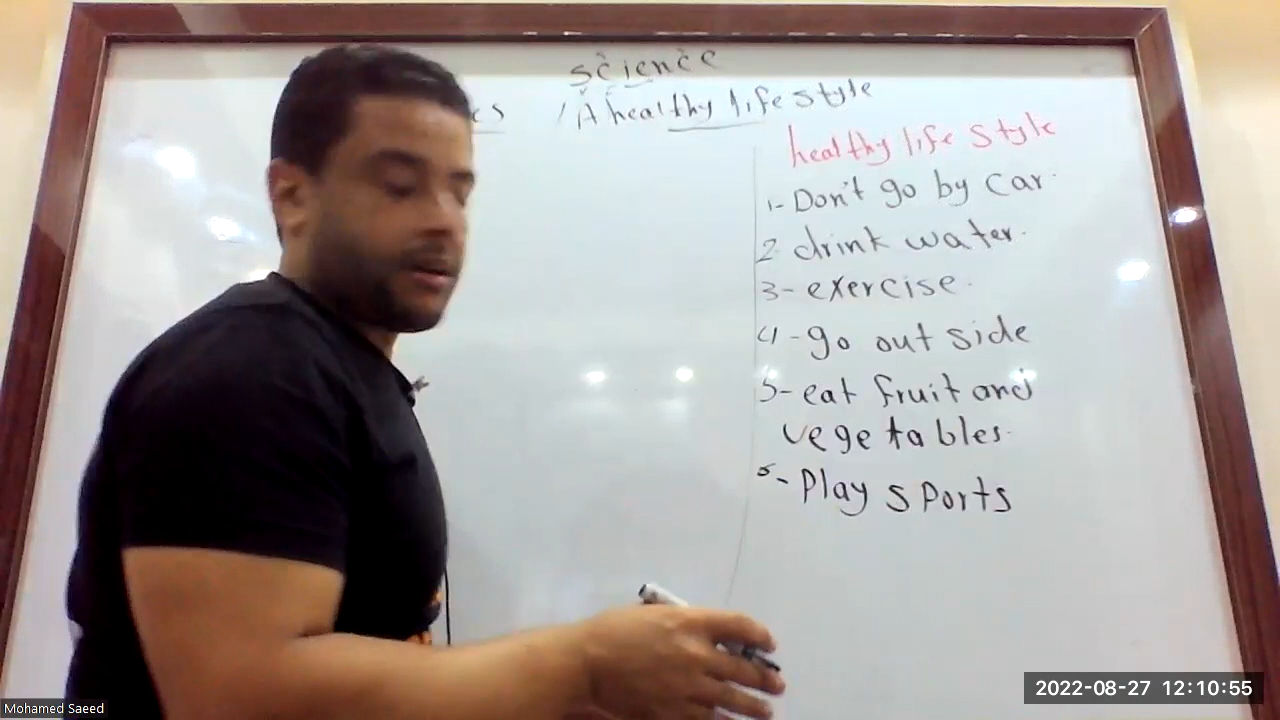 Science
/A healthy life style
healthy life style
1- Don't go by car.
2 drink water.
3- exercise.
4- go out side
5- eat fruit and
vegetables.
- Play sports
Mohamed Saeed
2022-08-27 12:10:55